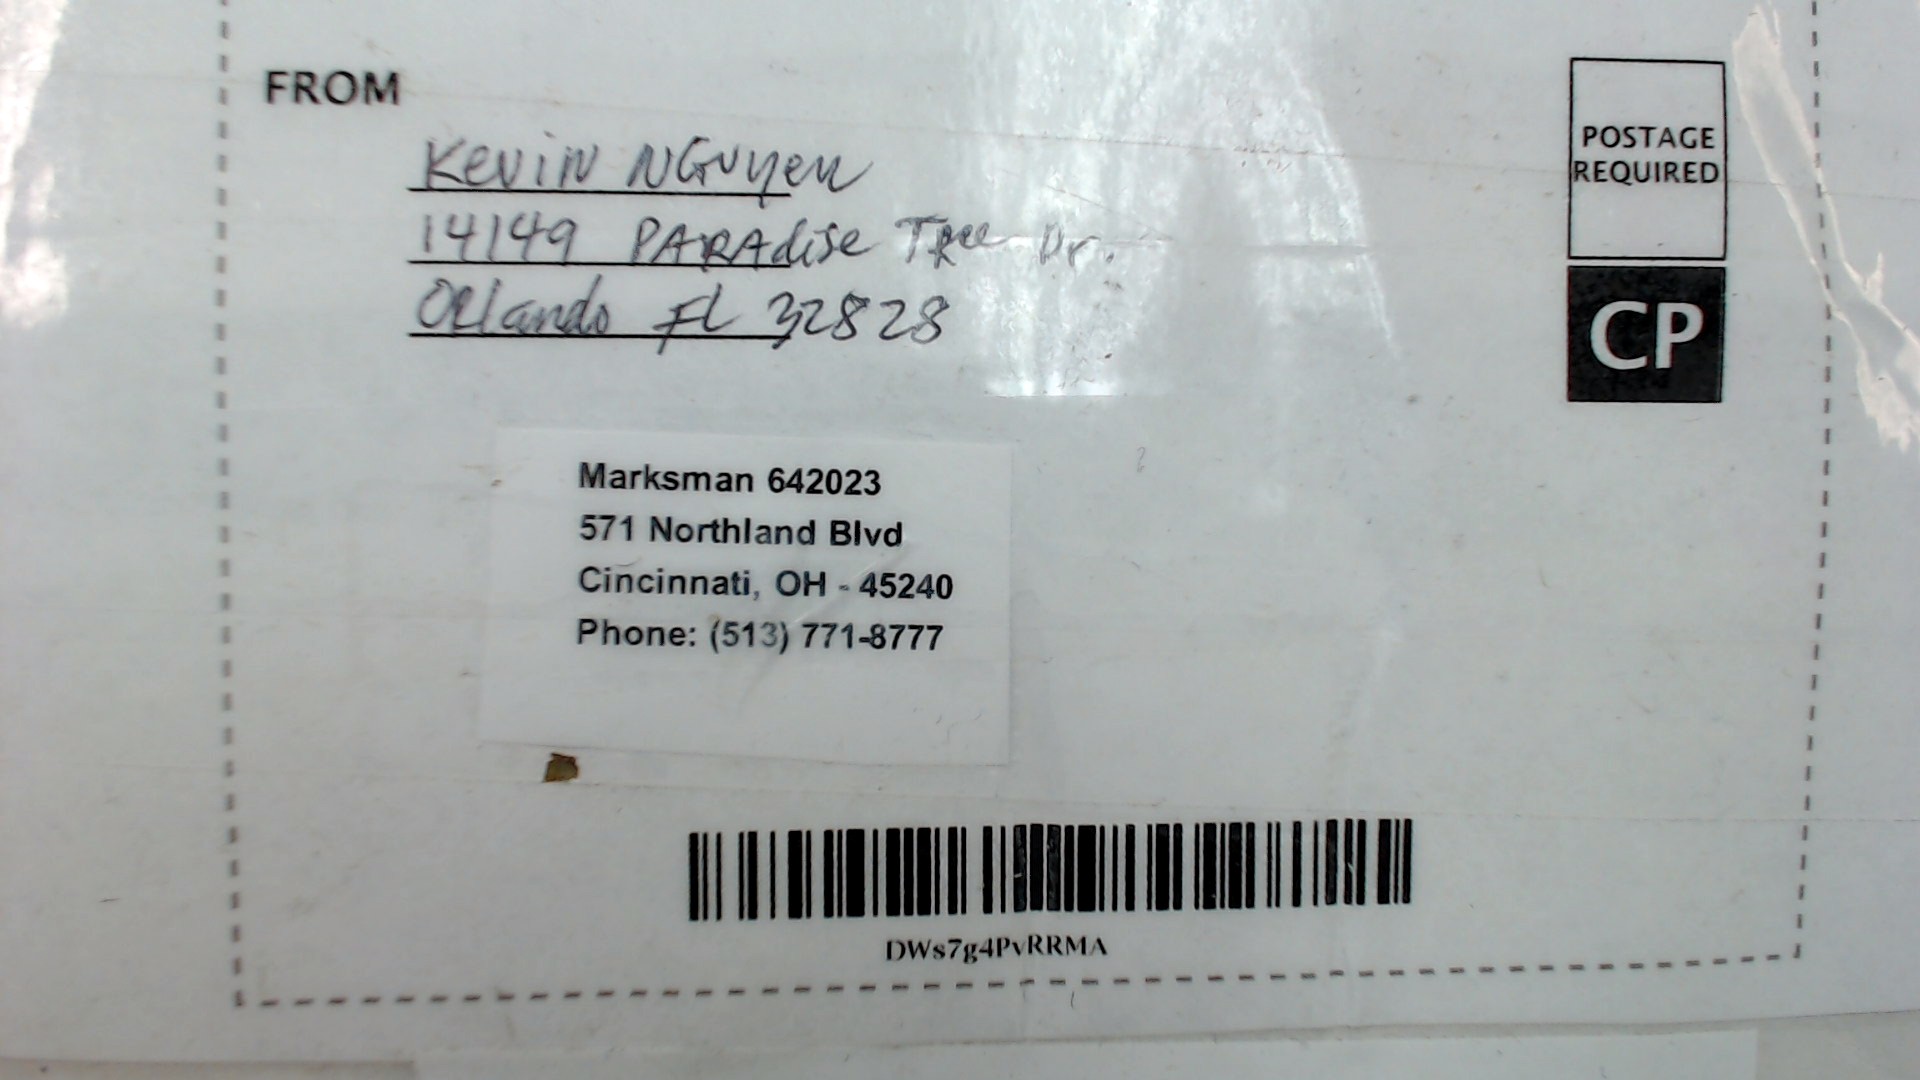 FROM
POSTAGE
REQUIRED
CP
Kevin Nguyen
14149 PARAdise Tree Dr.
Orlando FL 32828
Marksman 642023
571 Northland Blvd
Cincinnati, OH - 45240
Phone: (513) 771-8777
DWs7g4PvRRMA